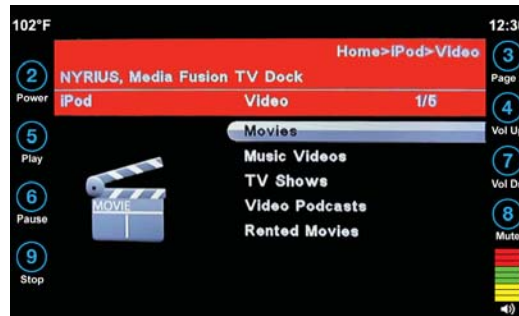 102°F
12:3
Home>iPod>Video
3
2
NYRIUS, Media Fusion TV Dock
Page
Power
iPod Video 1/5
4
Movies
Vol U
5
Play
Music Videos
7
TV Shows
Vol D
MOVIE
6
Video Podcasts
8
Pause
Rented Movies
Mute
9
Stop